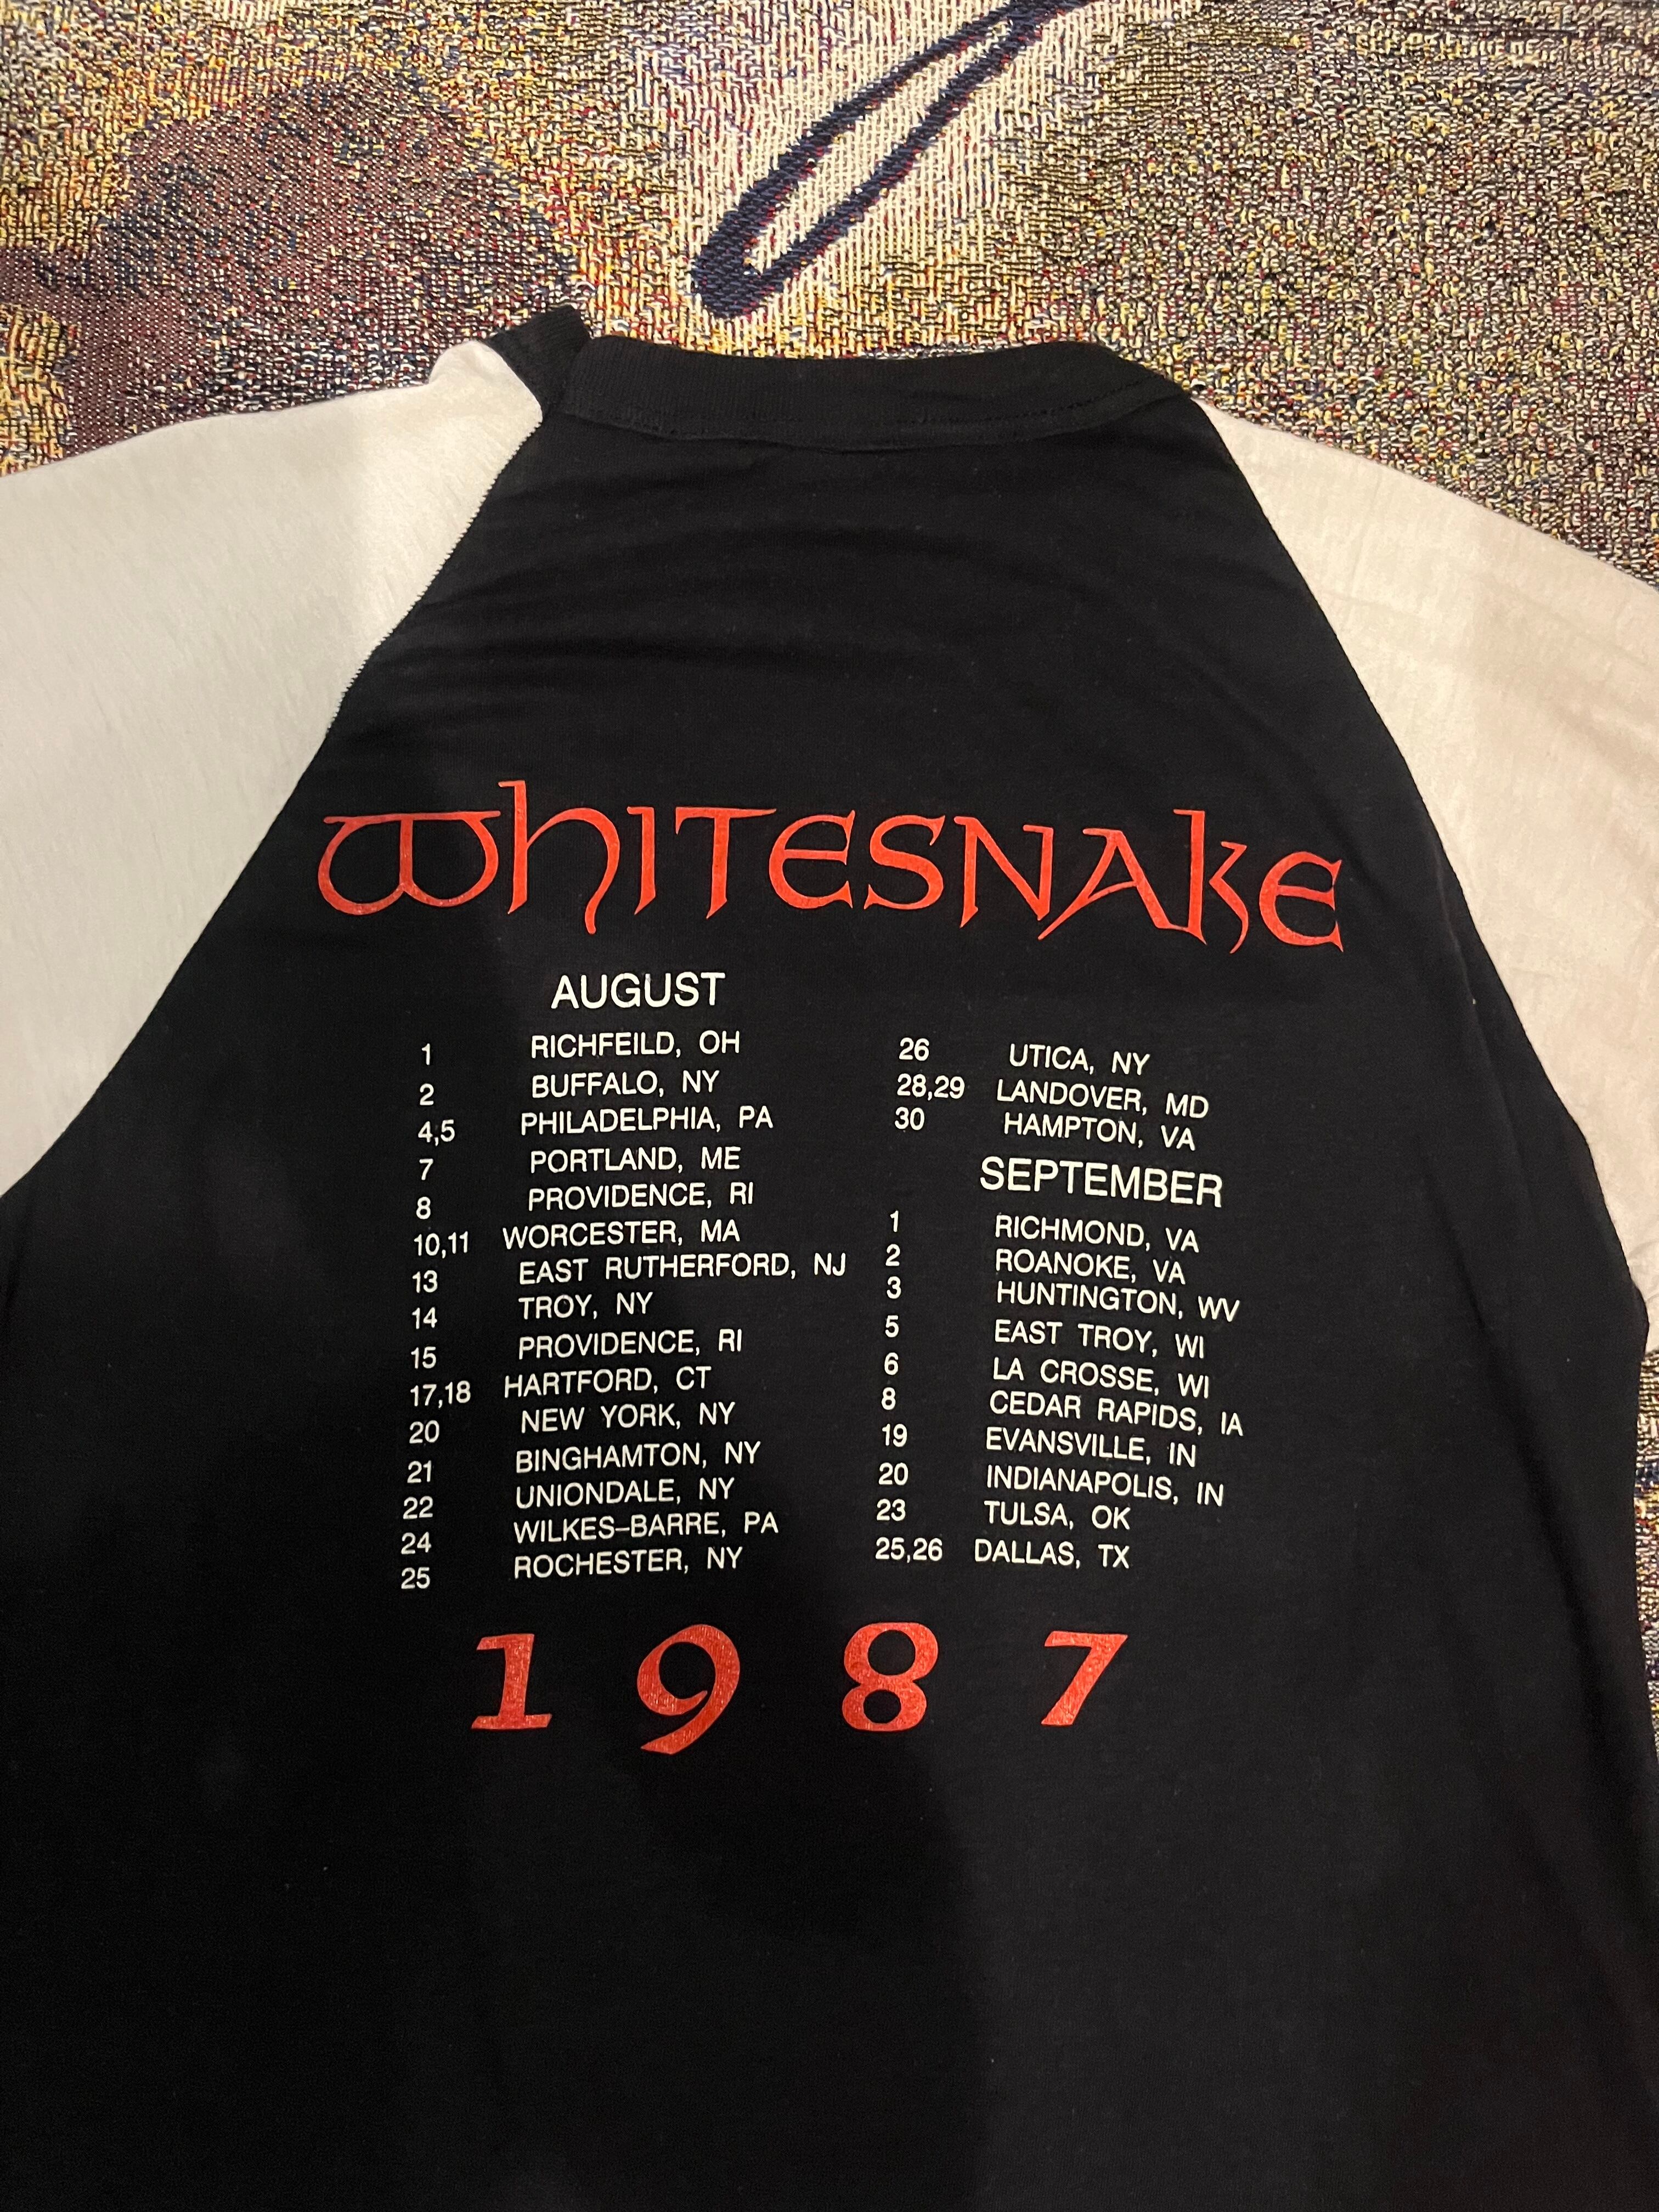 WHITESNAKE
AUGUST
1 RICHFEILD, OH
2 BUFFALO, NY
4,5 PHILADELPHIA, PA
7 PORTLAND, ME
8 PROVIDENCE, RI
10,11 WORCESTER, MA
13 EAST RUTHERFORD, NJ
14 TROY, NY
15 PROVIDENCE, RI
17,18 HARTFORD, CT
20 NEW YORK, NY
21 BINGHAMTON, NY
22 UNIONDALE, NY
24 WILKES-BARRE, PA
25 ROCHESTER, NY
26 UTICA, NY
28,29 LANDOVER, MD
30 HAMPTON, VA
SEPTEMBER
1 RICHMOND, VA
2 ROANOKE, VA
3 HUNTINGTON, WV
5 EAST TROY, WI
6 LA CROSSE, WI
8 CEDAR RAPIDS, IA
19 EVANSVILLE, IN
20 INDIANAPOLIS, IN
23 TULSA, OK
25,26 DALLAS, TX
1987